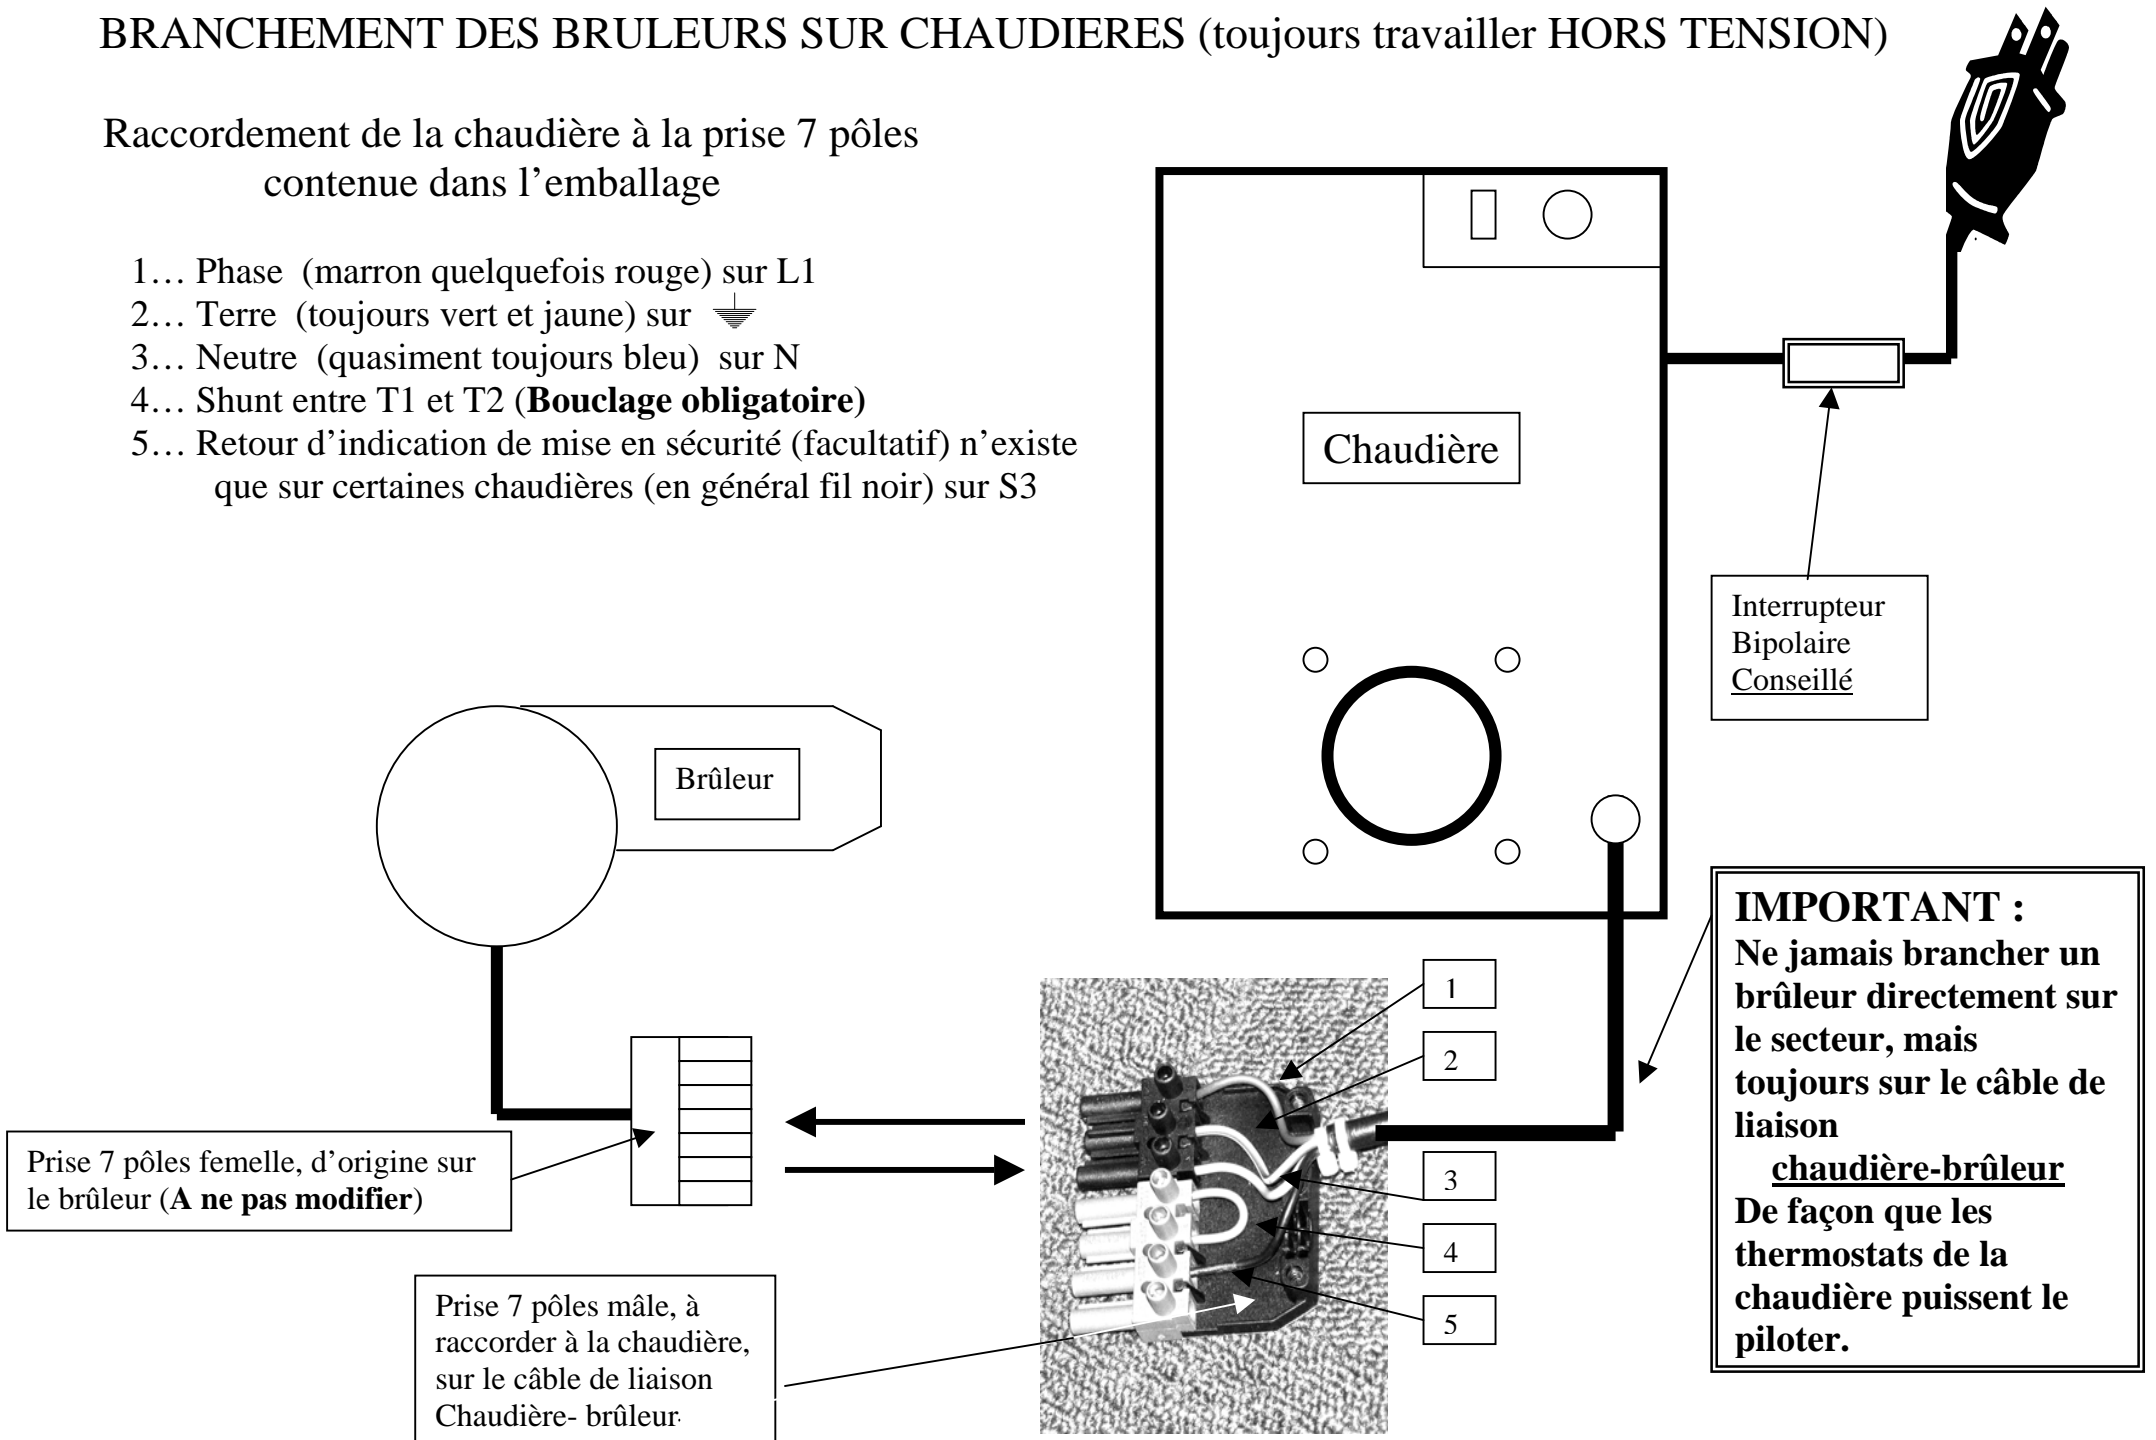 BRANCHEMENT DES BRULEURS SUR CHAUDIERES (toujours travailler HORS TENSION)
Raccordement de la chaudière à la prise 7 pôles
contenue dans l’emballage
1… Phase (marron quelquefois rouge) sur L1
2… Terre (toujours vert et jaune) sur
3… Neutre (quasiment toujours bleu) sur N
4… Shunt entre T1 et T2 (Bouclage obligatoire)
5… Retour d’indication de mise en sécurité (facultatif) n’existe
que sur certaines chaudières (en général fil noir) sur S3
Chaudière
Interrupteur
Bipolaire
Conseillé
Brûleur
IMPORTANT :
Ne jamais brancher un
brûleur directement sur
le secteur, mais
toujours sur le câble de
liaison
chaudière-brûleur
De façon que les
thermostats de la
chaudière puissent le
piloter.
1
2
3
4
5
Prise 7 pôles femelle, d’origine sur
le brûleur (A ne pas modifier)
Prise 7 pôles mâle, à
raccorder à la chaudière,
sur le câble de liaison
Chaudière- brûleur